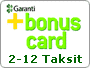 Garanti
+bonus
card
2-12 Taksit